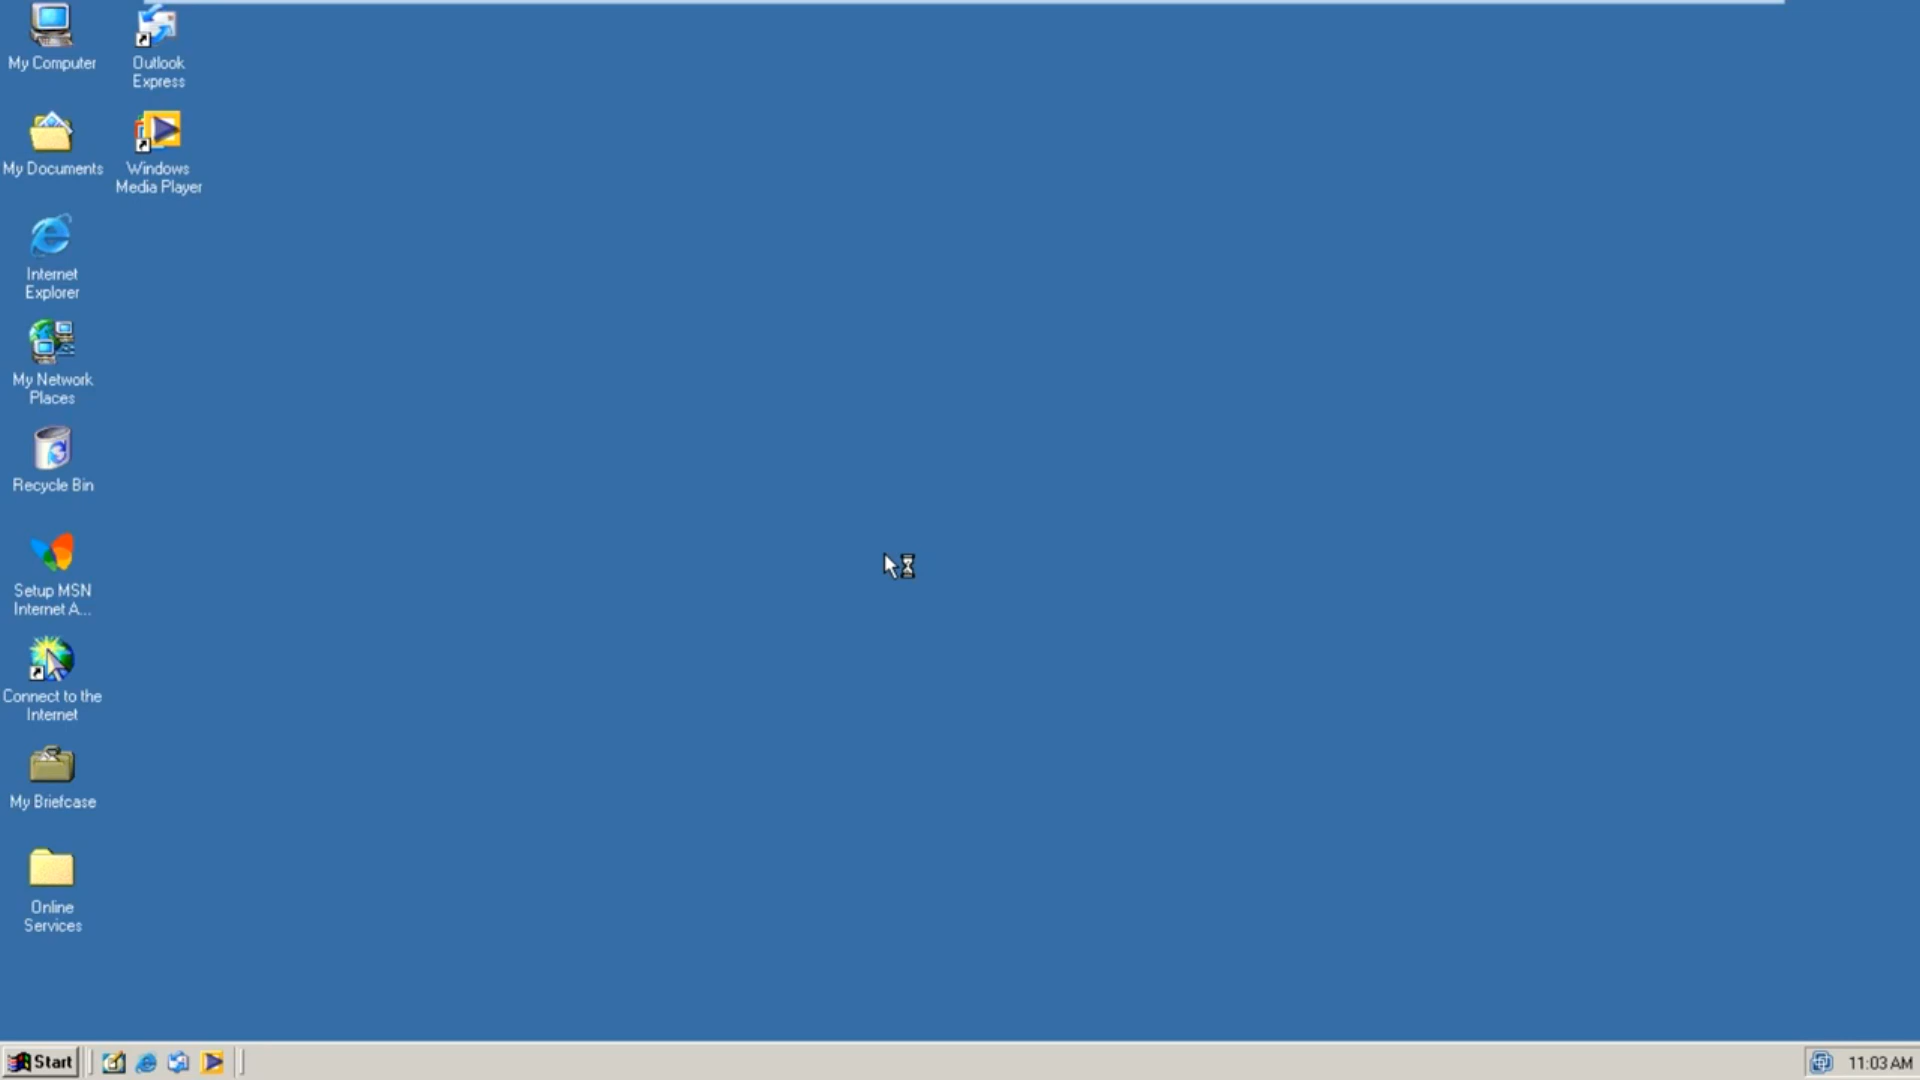 My Computer
Outlook
Express
My Documents
Windows
Media Player
Internet
Explorer
My Network
Places
Recycle Bin
Setup MSN
Internet A...
Connect to the
Internet
My Briefcase
Online
Services
Start
11:03 AM